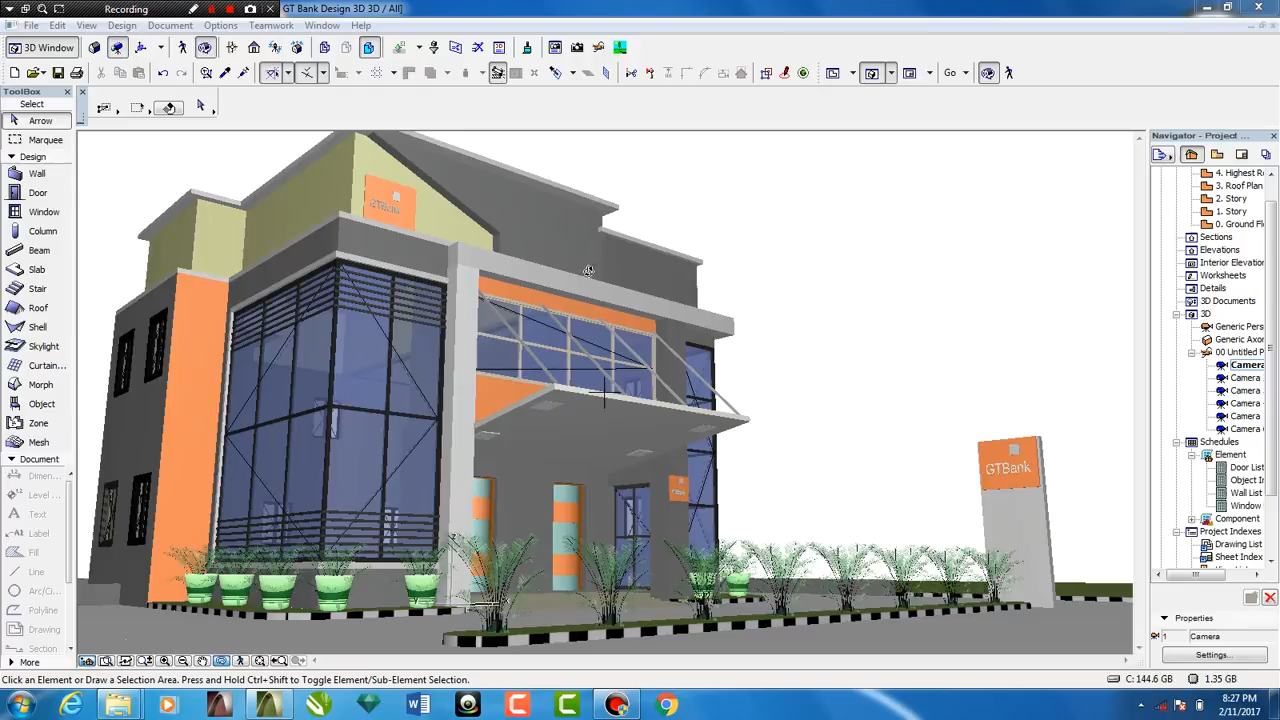 Recording
GT Bank Design 3D 3D / All]
File Edit View Design Document Options Teamwork Window Help
3D Window
Go
ToolBox
Select
Arrow
Marquee
Design
Wall
Door
Window
Column
Beam
Slab
Stair
Roof
Shell
Skylight
Curtain...
Morph
Object
Zone
Mesh
Document
Dimen...
Level ...
Text
Label
Fill
Line
Arc/Ci...
Polyline
Drawing
Section
More
GTBank
GTBank
Navigator - Project ...
4. Highest R
3. Roof Plan
2. Story
1. Story
0. Ground Fl
Sections
Elevations
Interior Elevation
Worksheets
Details
3D Documents
3D
Generic Persp
Generic Axon
00 Untitled P
Camera
Camera
Camera
Camera
Camera
Camera
Schedules
Element
Door List
Object I
Wall List
Window
Component
Project Indexes
Drawing List
Sheet Index
Properties
1 Camera
Settings...
Click an Element or Draw a Selection Area. Press and Hold Ctrl+Shift to Toggle Element/Sub-Element Selection.
C: 144.6 GB
1.35 GB
8:27 PM
2/11/2017